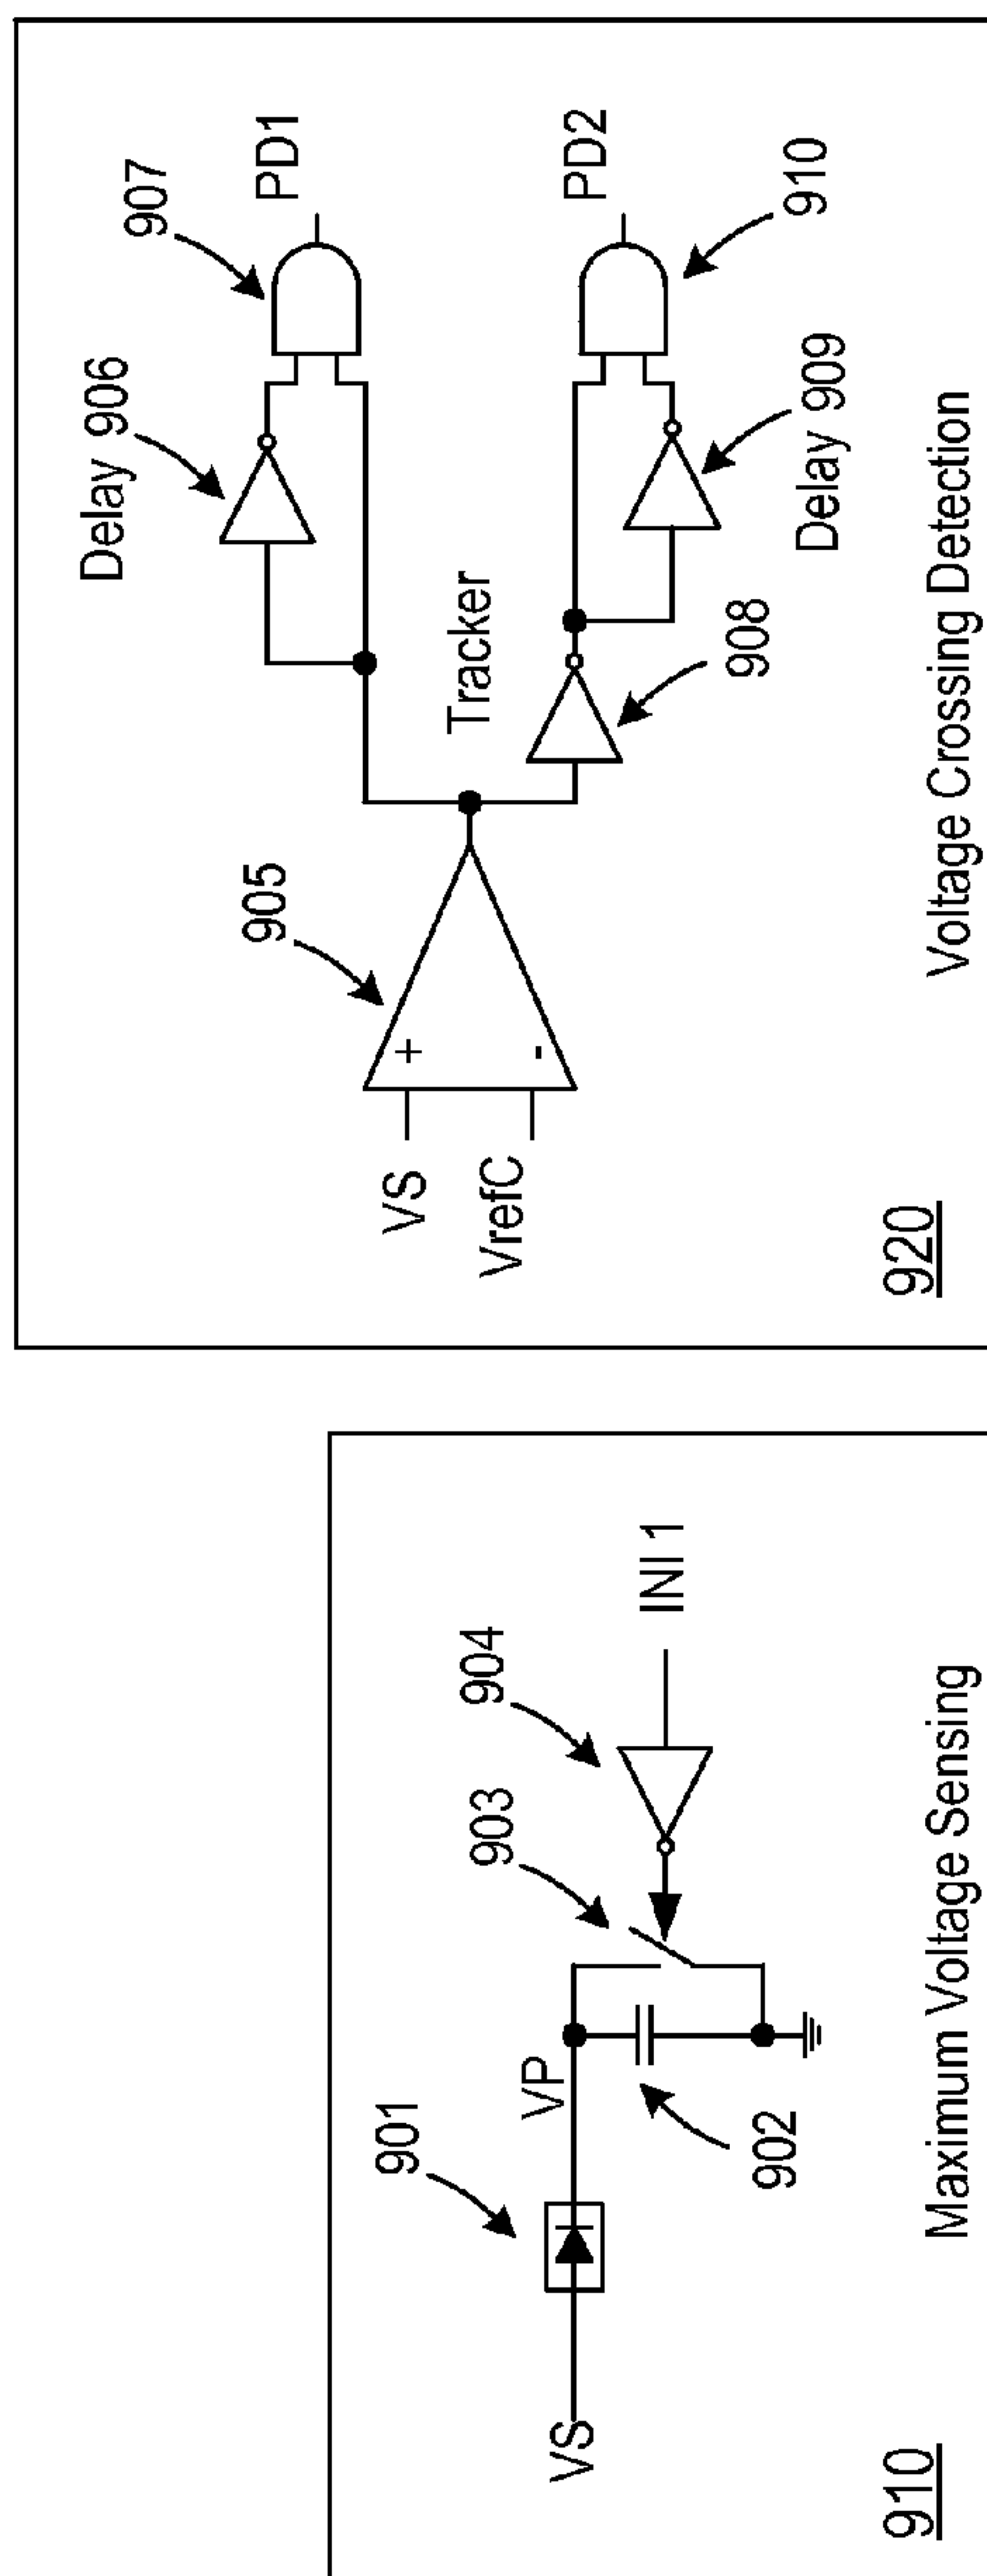 VS
901
VP
902
903
904
INI 1
910
Maximum Voltage Sensing
VS
VrefC
+
-
905
Tracker
Delay 906
907
PD1
908
Delay 909
910
PD2
920
Voltage Crossing Detection